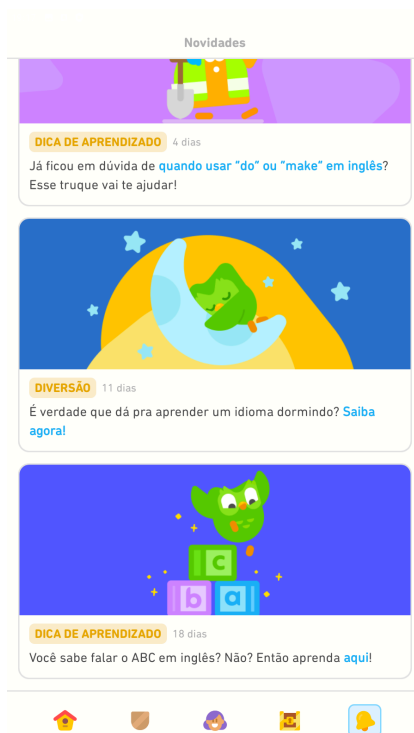 Novidades
DICA DE APRENDIZADO 4 dias
Já ficou em dúvida de quando usar “do” ou “make” em inglês?
Esse truque vai te ajudar!
DIVERSÃO 11 dias
É verdade que dá pra aprender um idioma dormindo? Saiba
agora!
c
b a
DICA DE APRENDIZADO 18 dias
Você sabe falar o ABC em inglês? Não? Então aprenda aqui!